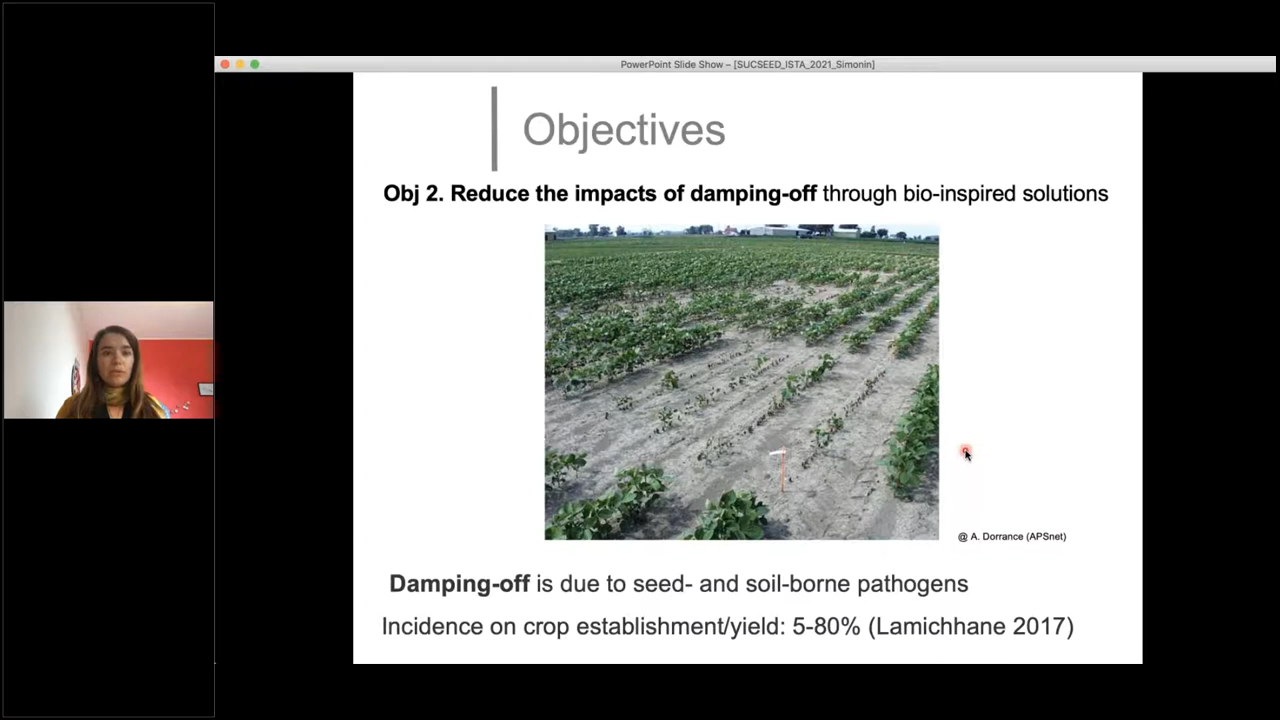 PowerPoint Slide Show – [SUCSEED_ISTA_2021_Simonin]
Objectives
Obj 2. Reduce the impacts of damping-off through bio-inspired solutions
@ A. Dorrance (APSnet)
Damping-off is due to seed- and soil-borne pathogens
Incidence on crop establishment/yield: 5-80% (Lamichhane 2017)